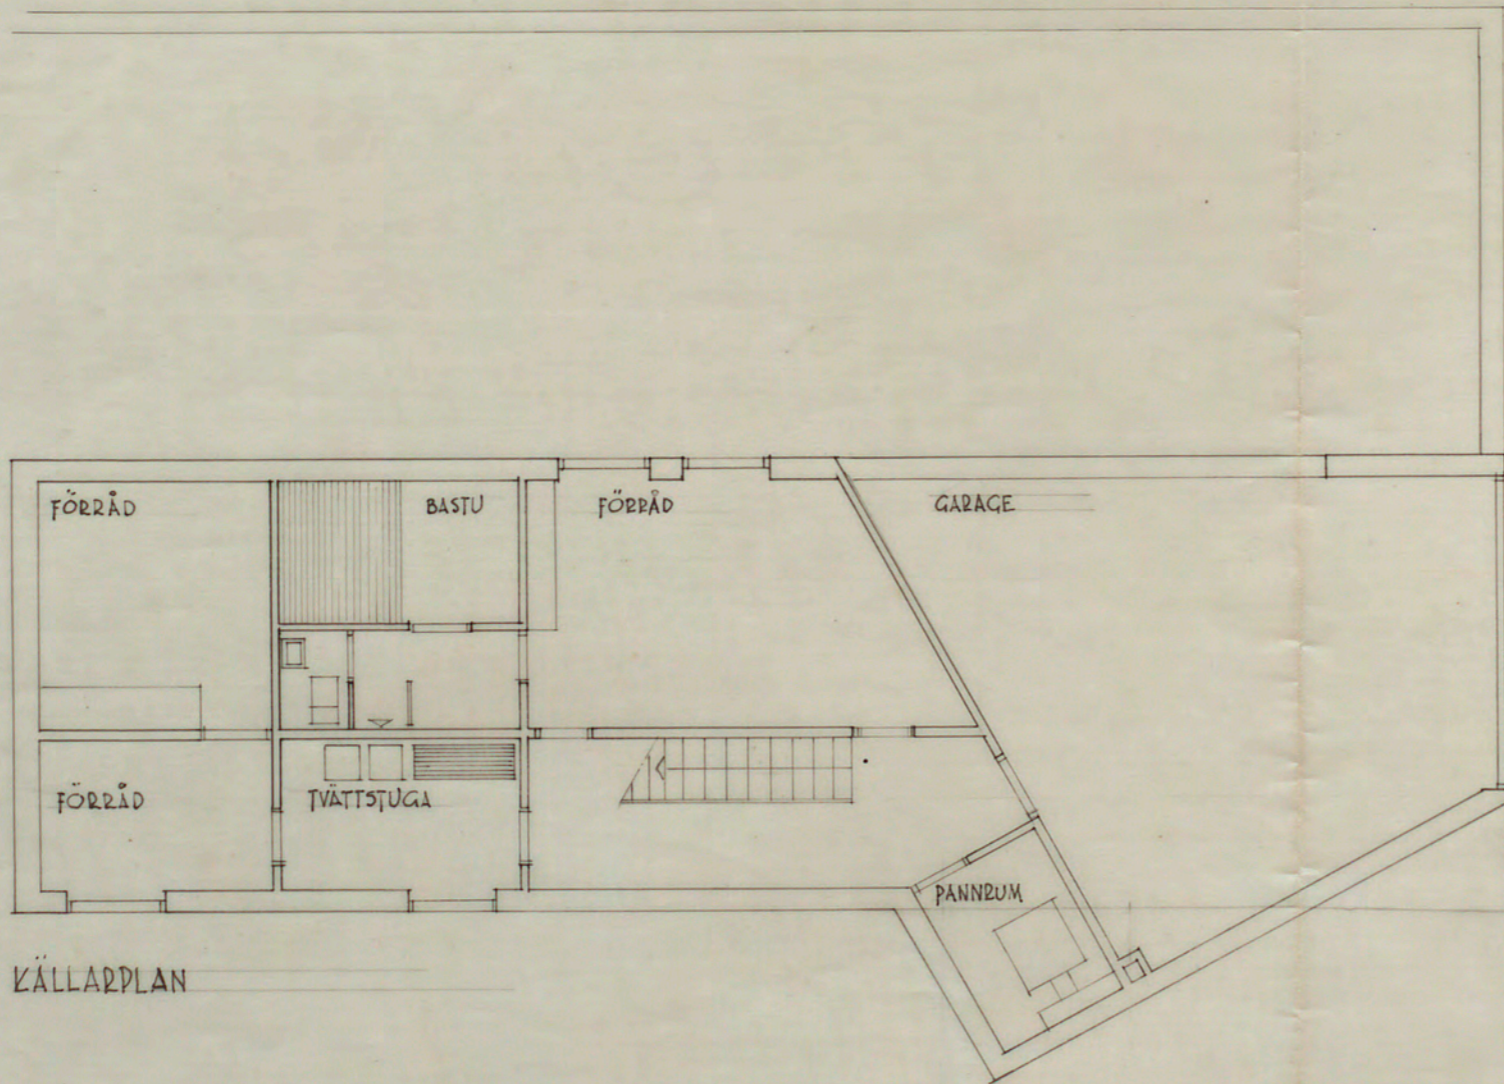 FÖRRÅD
BASTU
FÖRRÅD
GARAGE
FÖRRÅD
TVÄTTSTUGA
PANNRUM
KÄLLARPLAN